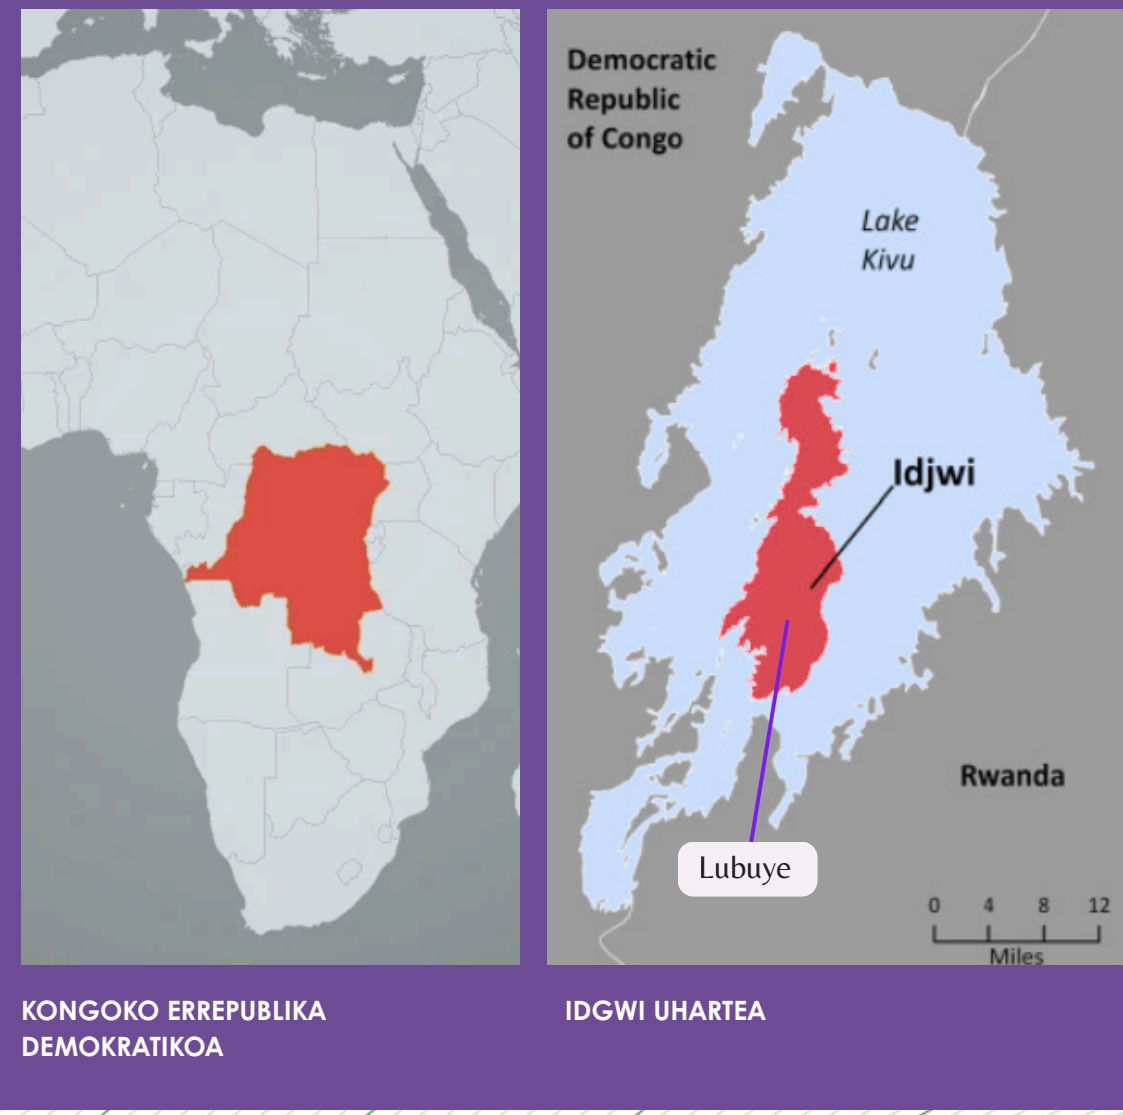 Democratic
Republic
of Congo
Lake
Kivu
Idjwi
Rwanda
Lubuye
0 4 8 12
Miles
KONGOKO ERREPUBLIKA
DEMOKRATIKOA
IDGWI UHARTEA